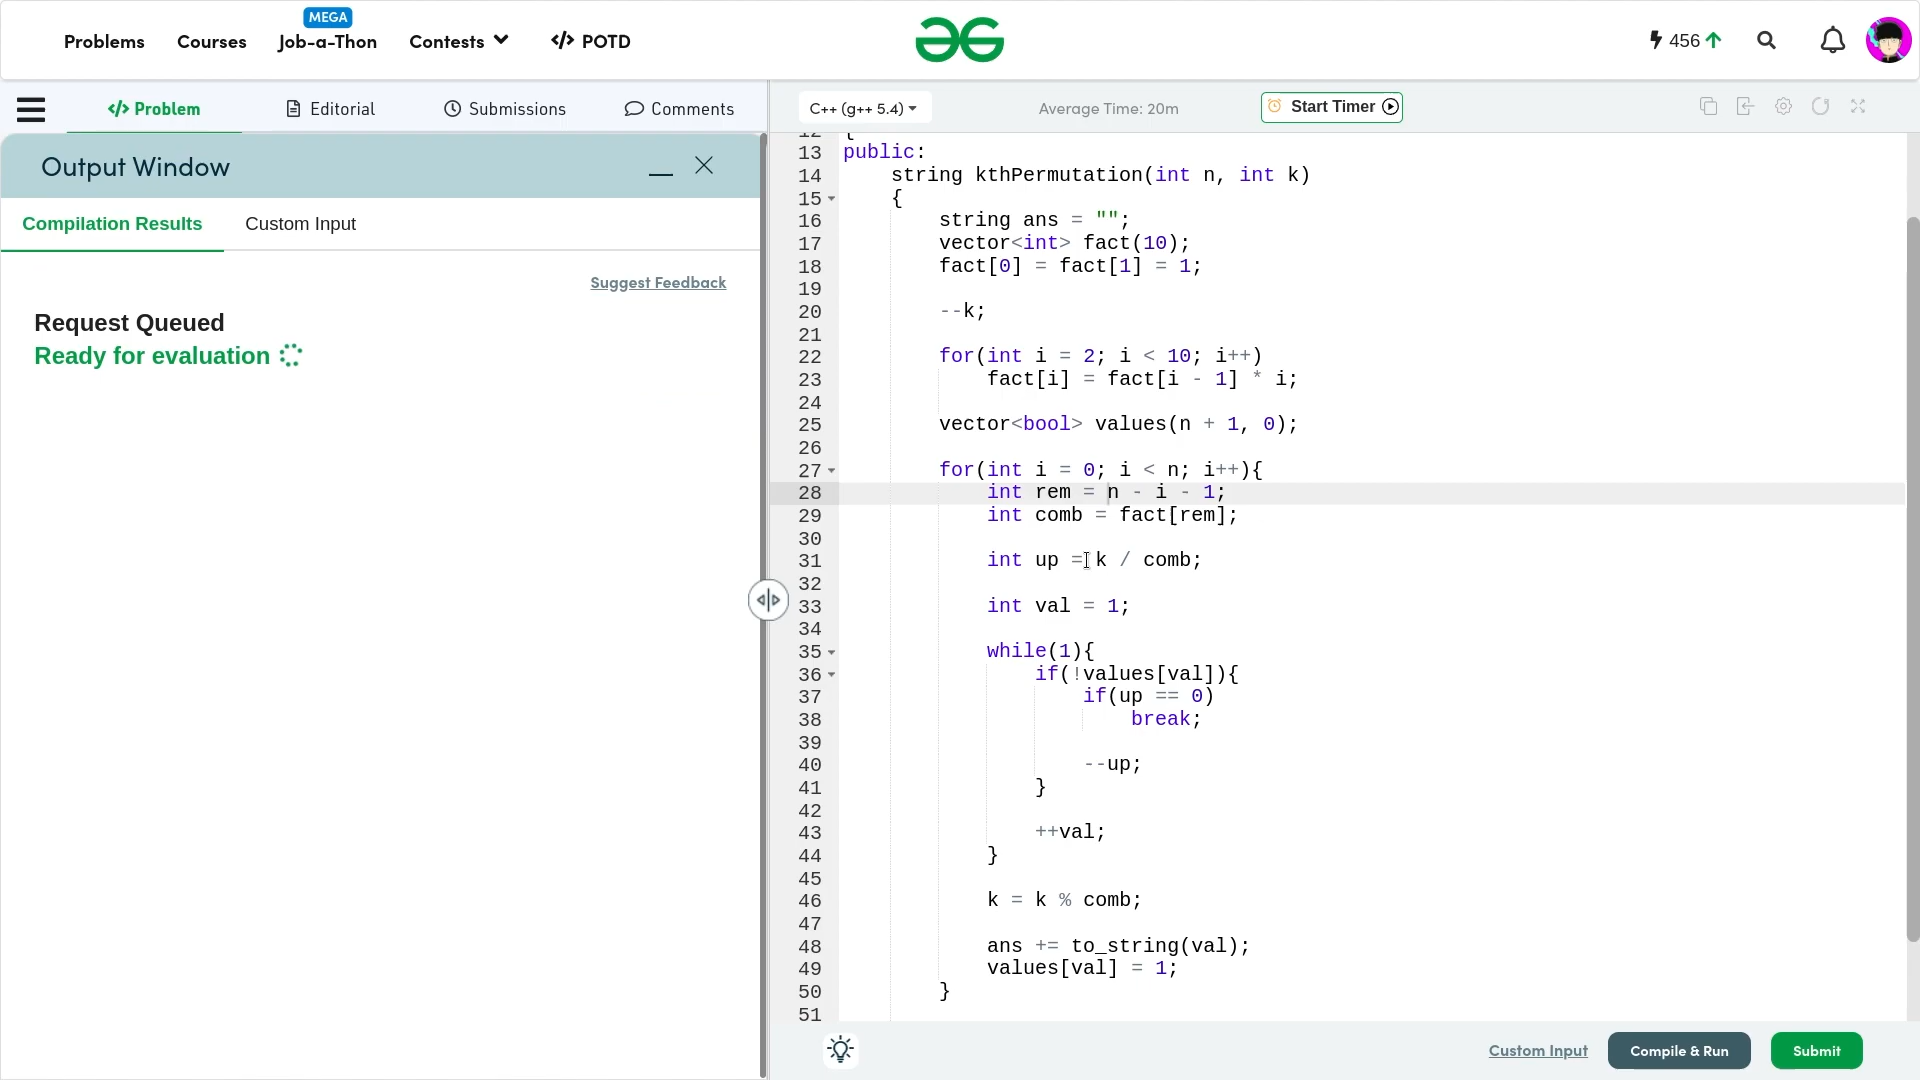 MEGA
Problems Courses Job-a-Thon Contests </> POTD
456
</> Problem Editorial Submissions Comments
C++ (g++ 5.4) Average Time: 20m Start Timer
Output Window
Compilation Results Custom Input
Suggest Feedback
Request Queued
Ready for evaluation
12 {
13 public:
14     string kthPermutation(int n, int k)
15     {
16         string ans = "";
17         vector<int> fact(10);
18         fact[0] = fact[1] = 1;
19
20         --k;
21
22         for(int i = 2; i < 10; i++)
23             fact[i] = fact[i - 1] * i;
24
25         vector<bool> values(n + 1, 0);
26
27         for(int i = 0; i < n; i++){
28             int rem = n - i - 1;
29             int comb = fact[rem];
30
31             int up = k / comb;
32
33             int val = 1;
34
35             while(1){
36                 if(!values[val]){
37                     if(up == 0)
38                         break;
39
40                     --up;
41                 }
42
43                 ++val;
44             }
45
46             k = k % comb;
47
48             ans += to_string(val);
49             values[val] = 1;
50         }
51
Custom Input Compile & Run Submit